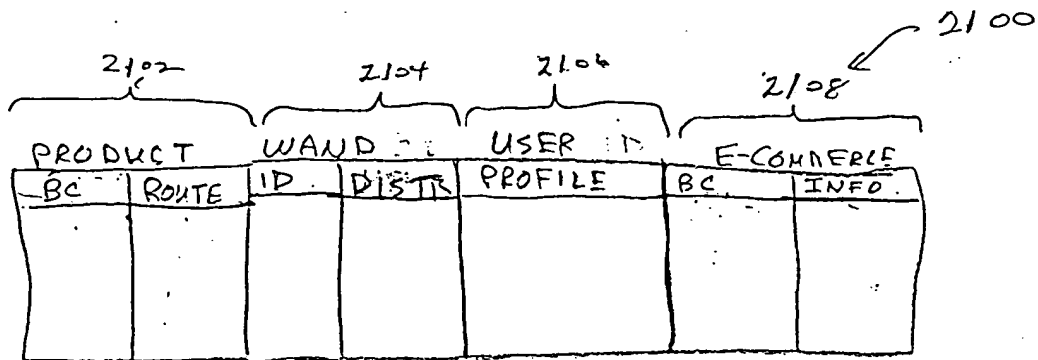 2100
2102 2104 2106 2108
PRODUCT WAND USER E-COMMERCE
BC ROUTE ID DISTR PROFILE BC INFO